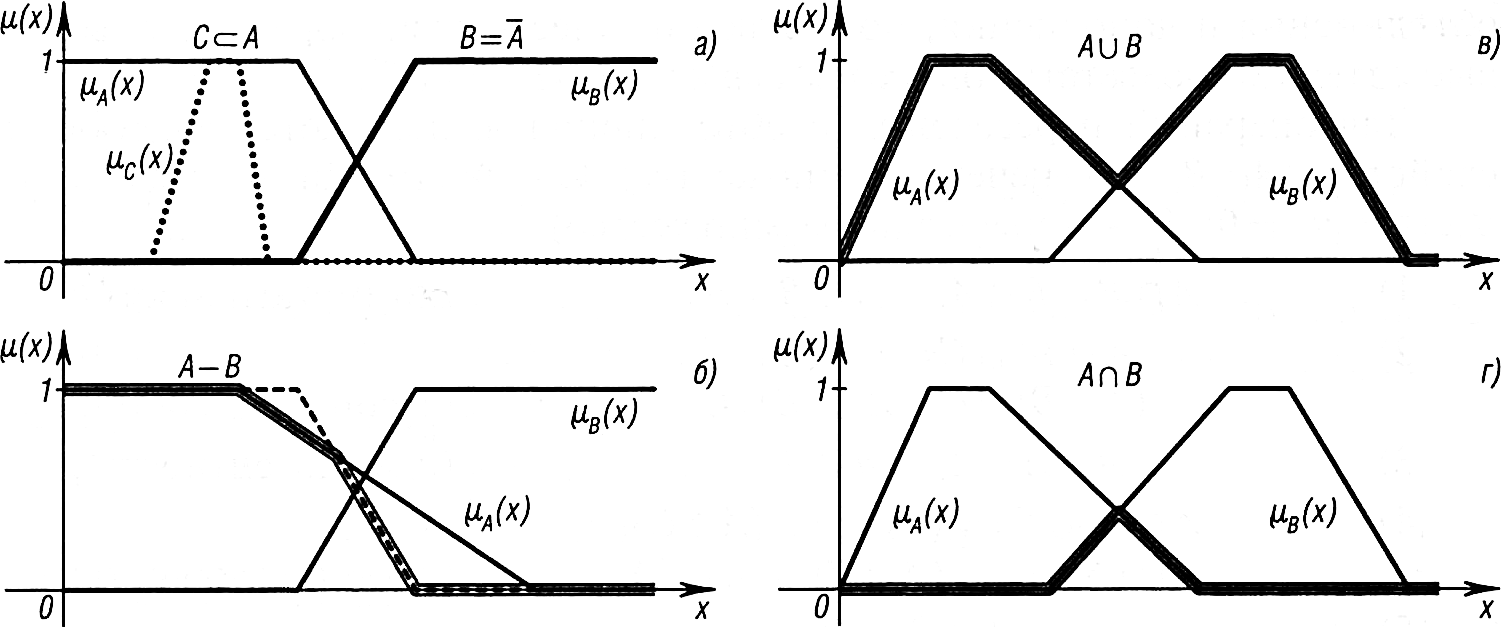 μ(x)
C⊂A
B=A̅
а)
1
μ_A(x)
μ_B(x)
μ_C(x)
0
x
μ(x)
A∪B
в)
1
μ_A(x)
μ_B(x)
0
x
μ(x)
A−B
б)
1
μ_B(x)
μ_A(x)
0
x
μ(x)
A∩B
г)
1
μ_A(x)
μ_B(x)
0
x